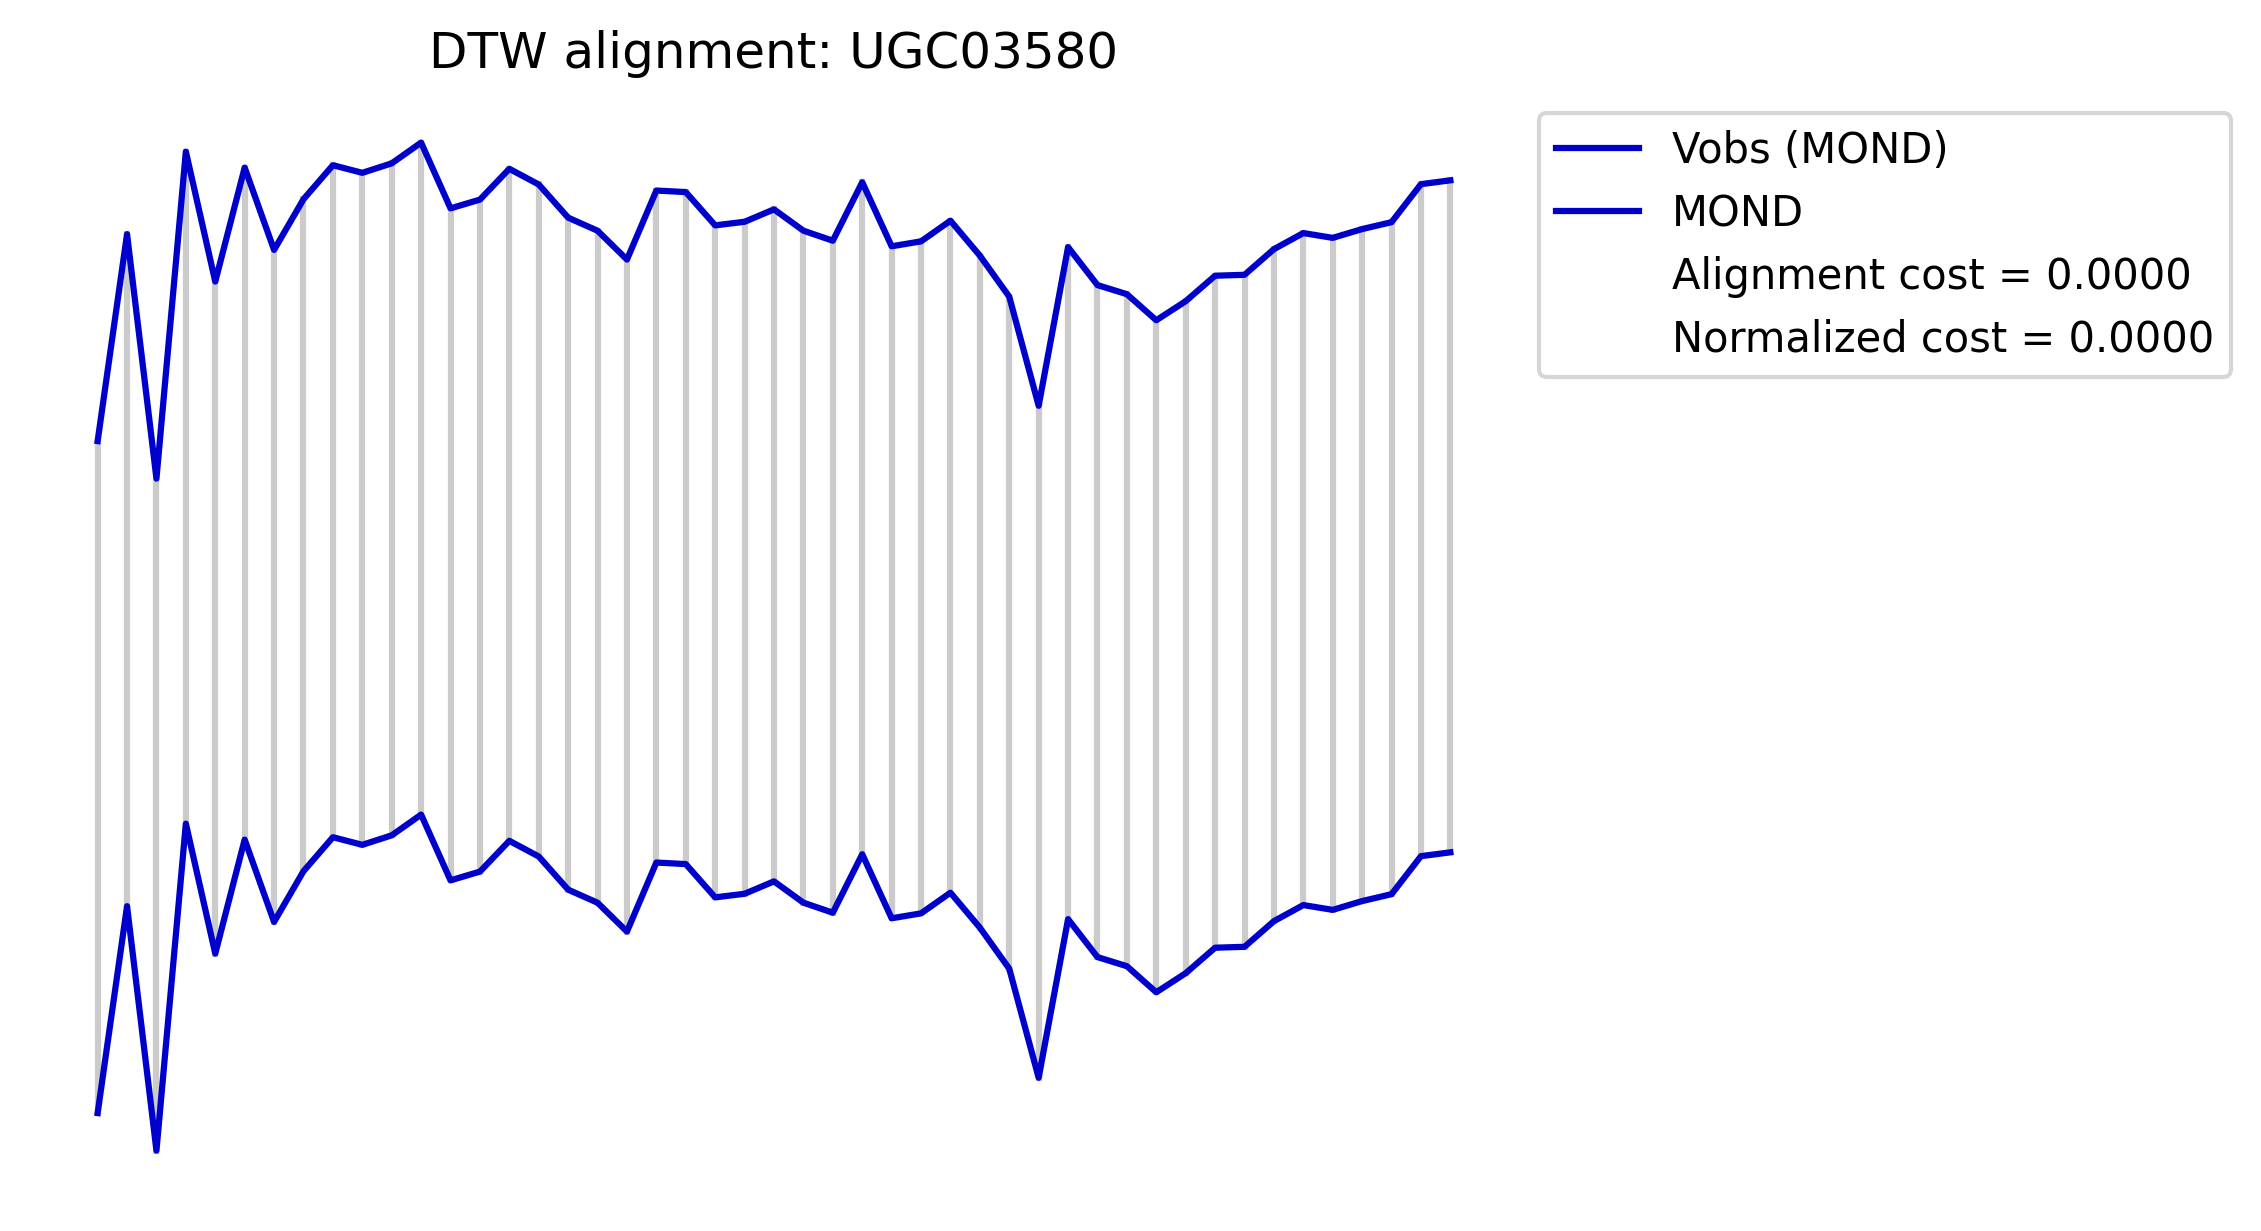 DTW alignment: UGC03580
Vobs (MOND)
MOND
Alignment cost = 0.0000
Normalized cost = 0.0000